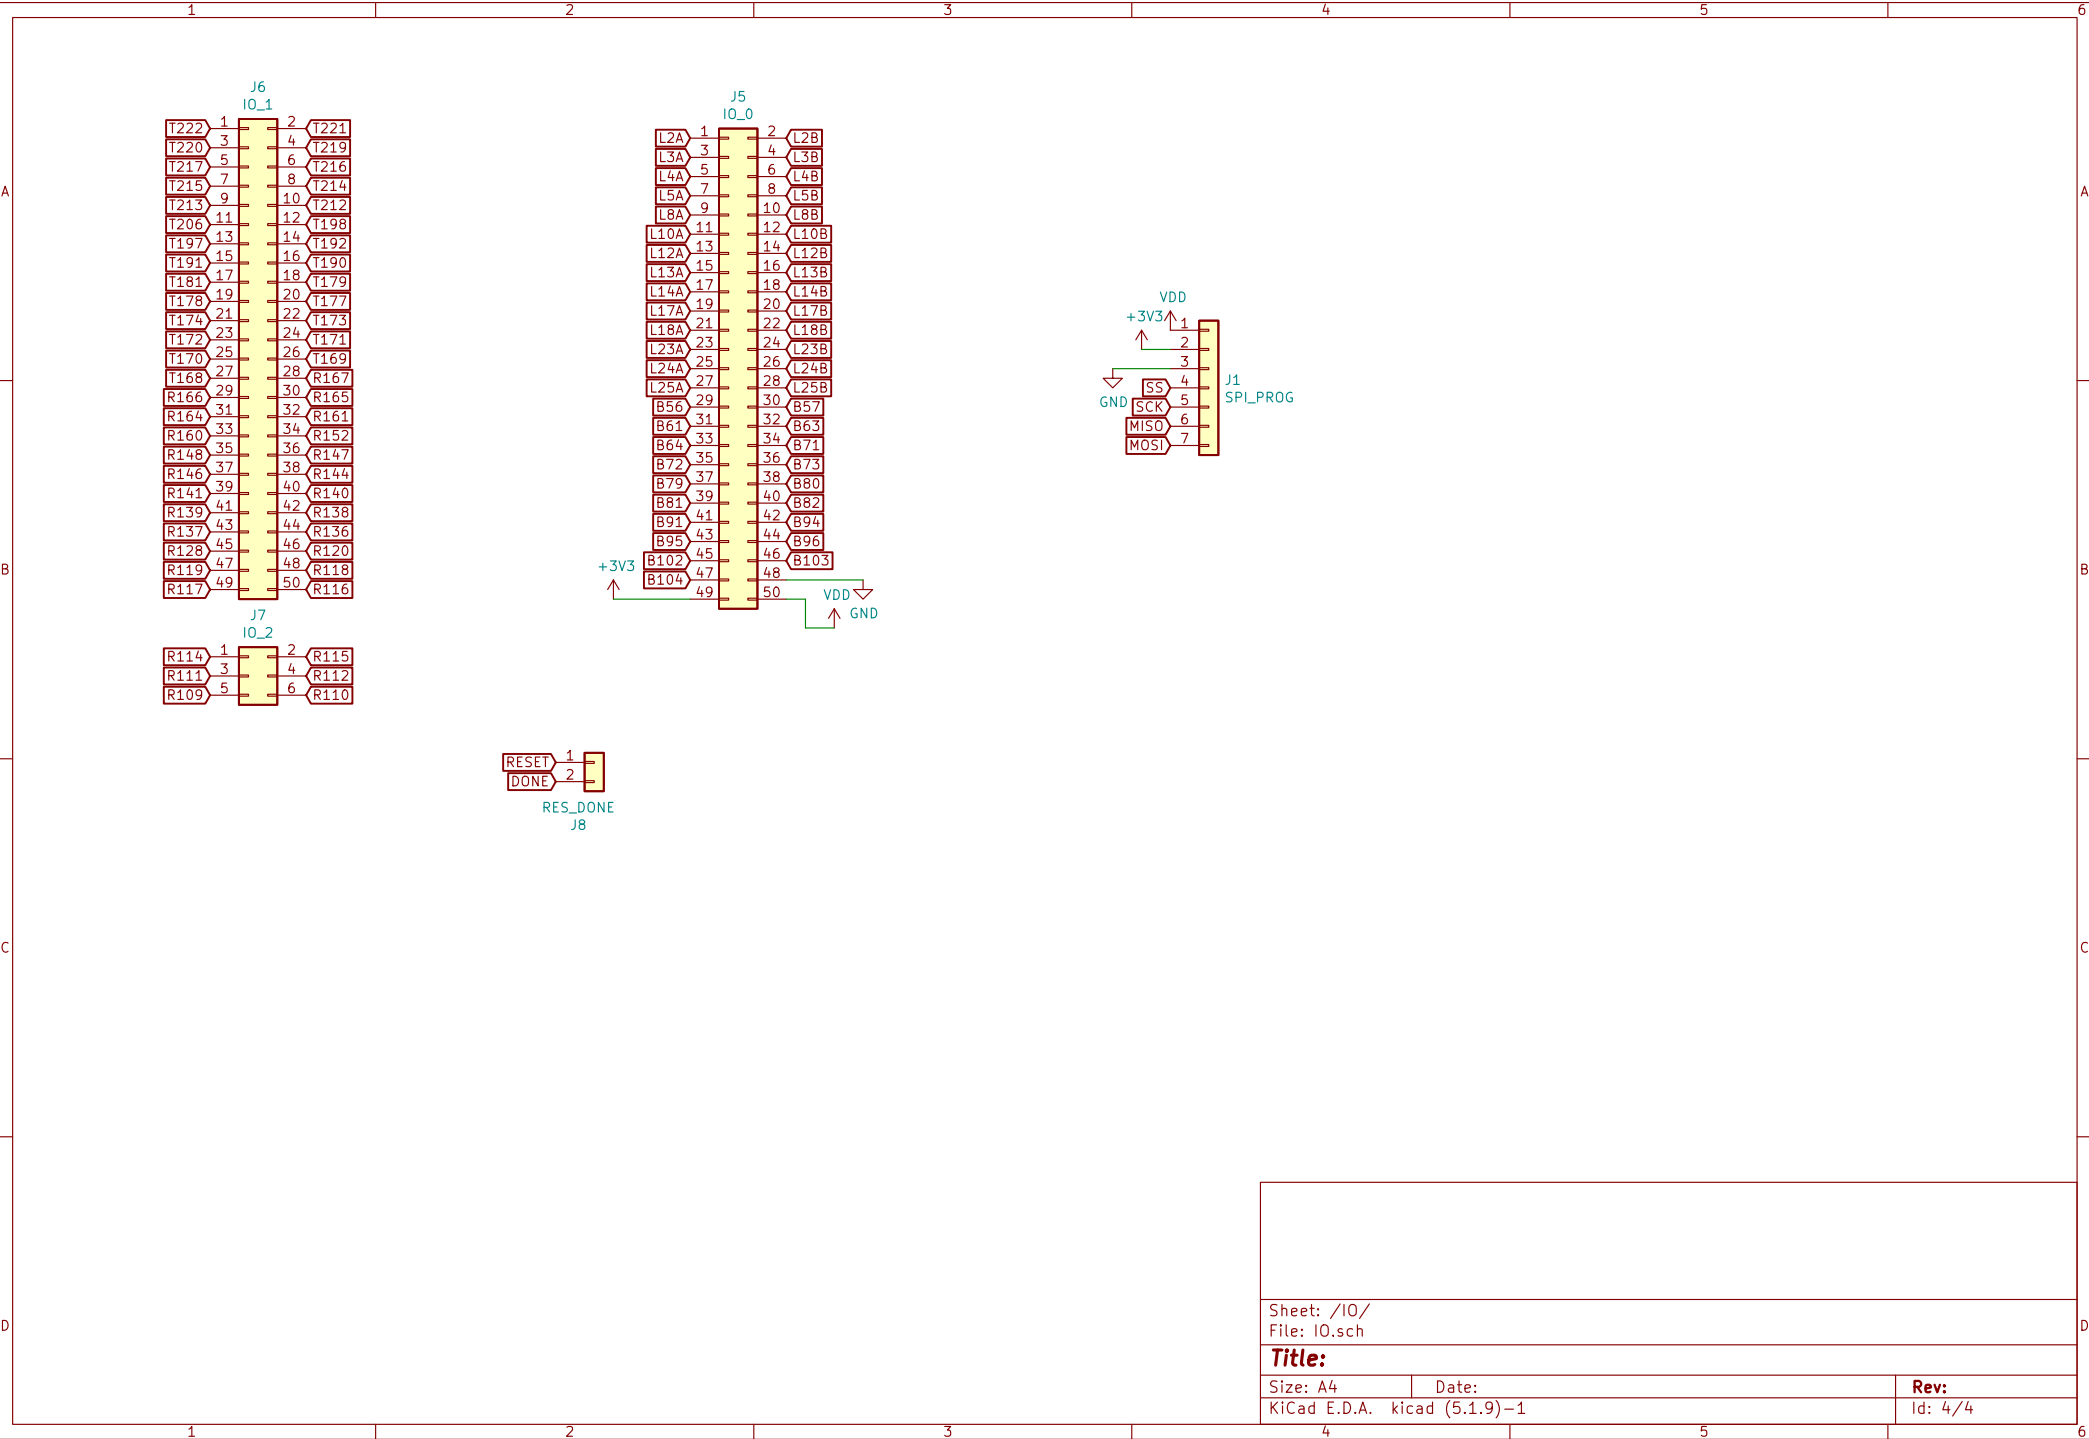 1 2 3 4 5 6
A A
B B
C C
D D
J6
IO_1
T222 1 2 T221
T220 3 4 T219
T217 5 6 T216
T215 7 8 T214
T213 9 10 T212
T206 11 12 T198
T197 13 14 T192
T191 15 16 T190
T181 17 18 T179
T178 19 20 T177
T174 21 22 T173
T172 23 24 T171
T170 25 26 T169
T168 27 28 R167
R166 29 30 R165
R164 31 32 R161
R160 33 34 R152
R148 35 36 R147
R146 37 38 R144
R141 39 40 R140
R139 41 42 R138
R137 43 44 R136
R128 45 46 R120
R119 47 48 R118
R117 49 50 R116
J7
IO_2
R114 1 2 R115
R111 3 4 R112
R109 5 6 R110
J5
IO_0
L2A 1 2 L2B
L3A 3 4 L3B
L4A 5 6 L4B
L5A 7 8 L5B
L8A 9 10 L8B
L10A 11 12 L10B
L12A 13 14 L12B
L13A 15 16 L13B
L14A 17 18 L14B
L17A 19 20 L17B
L18A 21 22 L18B
L23A 23 24 L23B
L24A 25 26 L24B
L25A 27 28 L25B
B56 29 30 B57
B61 31 32 B63
B64 33 34 B71
B72 35 36 B73
B79 37 38 B80
B81 39 40 B82
B91 41 42 B94
B95 43 44 B96
B102 45 46 B103
B104 47 48
49 50
+3V3
VDD
GND
VDD
+3V3
GND
1
2
3
SS 4
SCK 5
MISO 6
MOSI 7
J1
SPI_PROG
RESET 1
DONE 2
RES_DONE
J8
Sheet: /IO/
File: IO.sch
Title:
Size: A4 Date: Rev:
KiCad E.D.A. kicad (5.1.9)-1 Id: 4/4
1 2 3 4 5 6